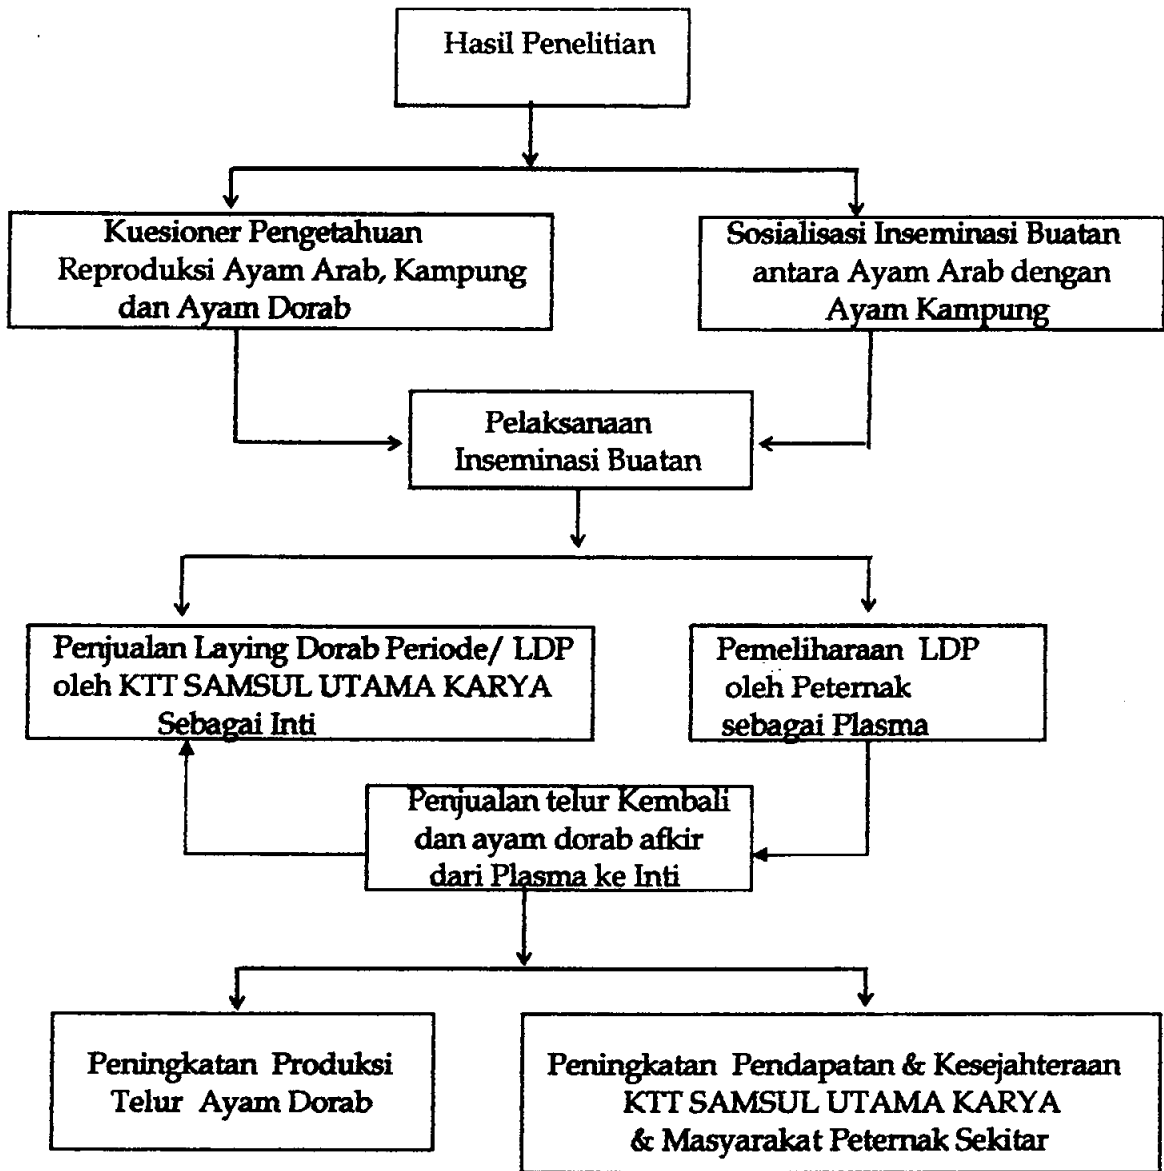 Hasil Penelitian
Kuesioner Pengetahuan
Reproduksi Ayam Arab, Kampung
dan Ayam Dorab
Sosialisasi Inseminasi Buatan
antara Ayam Arab dengan
Ayam Kampung
Pelaksanaan
Inseminasi Buatan
Penjualan Laying Dorab Periode/ LDP
oleh KTT SAMSUL UTAMA KARYA
Sebagai Inti
Pemeliharaan LDP
oleh Peternak
sebagai Plasma
Penjualan telur Kembali
dan ayam dorab afkir
dari Plasma ke Inti
Peningkatan Produksi
Telur Ayam Dorab
Peningkatan Pendapatan & Kesejahteraan
KTT SAMSUL UTAMA KARYA
& Masyarakat Peternak Sekitar